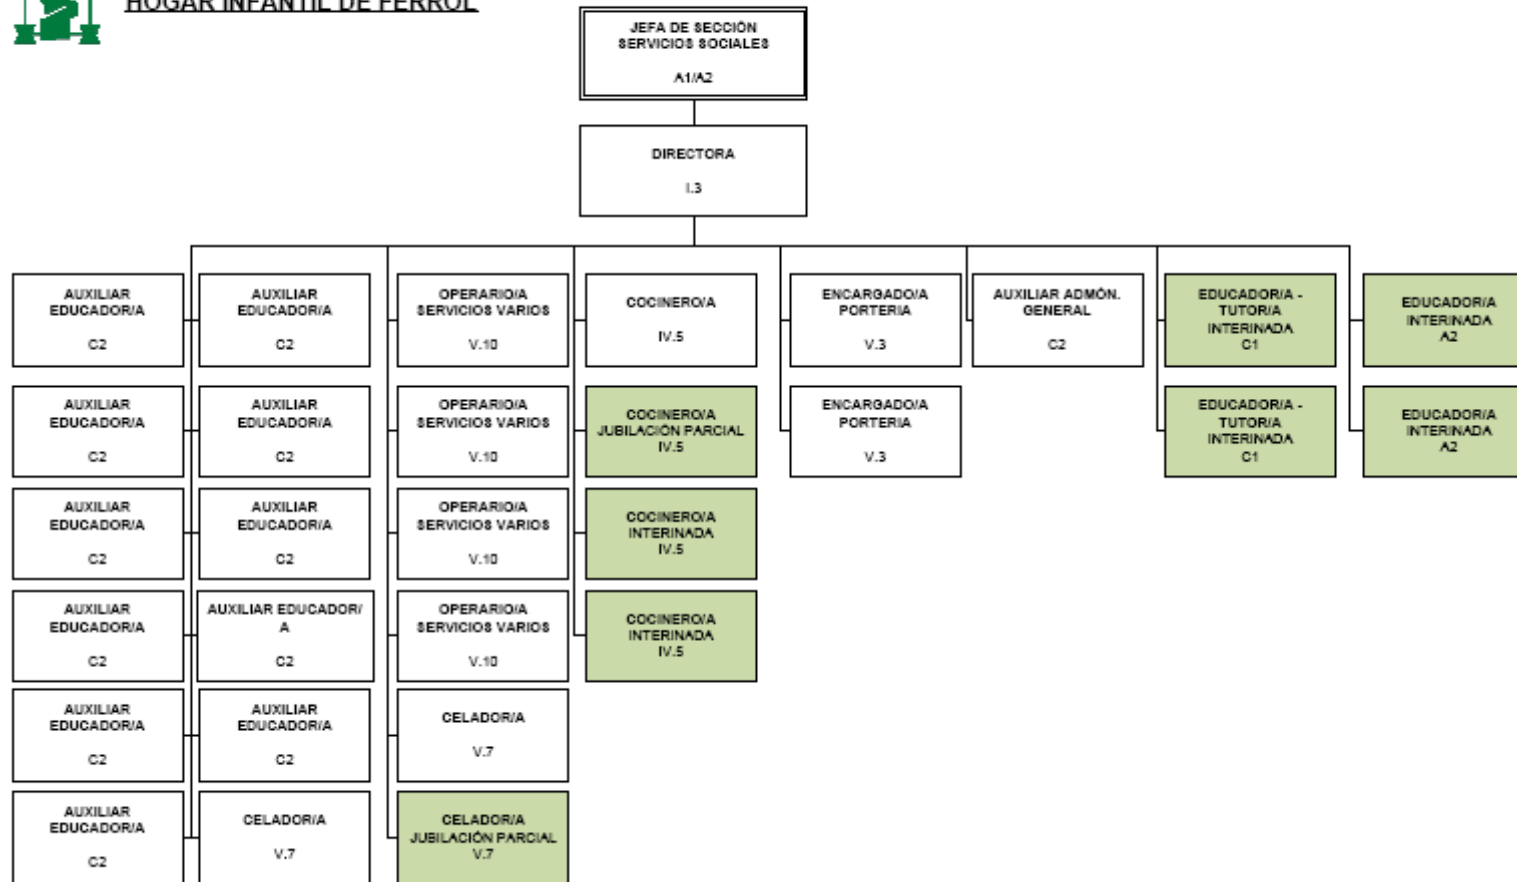 HOGAR INFANTIL DE FERROL
JEFA DE SECCIÓN
SERVICIOS SOCIALES
A1/A2
DIRECTORA
I.3
AUXILIAR
EDUCADOR/A
C2
AUXILIAR
EDUCADOR/A
C2
OPERARIO/A
SERVICIOS VARIOS
V.10
COCINERO/A
IV.5
ENCARGADO/A
PORTERIA
V.3
AUXILIAR ADMÓN.
GENERAL
C2
EDUCADOR/A -
TUTOR/A
INTERINADA
C1
EDUCADOR/A
INTERINADA
A2
AUXILIAR
EDUCADOR/A
C2
AUXILIAR
EDUCADOR/A
C2
OPERARIO/A
SERVICIOS VARIOS
V.10
COCINERO/A
JUBILACIÓN PARCIAL
IV.5
ENCARGADO/A
PORTERIA
V.3
EDUCADOR/A -
TUTOR/A
INTERINADA
C1
EDUCADOR/A
INTERINADA
A2
AUXILIAR
EDUCADOR/A
C2
AUXILIAR
EDUCADOR/A
C2
OPERARIO/A
SERVICIOS VARIOS
V.10
COCINERO/A
INTERINADA
IV.5
AUXILIAR
EDUCADOR/A
C2
AUXILIAR EDUCADOR/
A
C2
OPERARIO/A
SERVICIOS VARIOS
V.10
COCINERO/A
INTERINADA
IV.5
AUXILIAR
EDUCADOR/A
C2
AUXILIAR
EDUCADOR/A
C2
CELADOR/A
V.7
AUXILIAR
EDUCADOR/A
C2
CELADOR/A
V.7
CELADOR/A
JUBILACIÓN PARCIAL
V.7